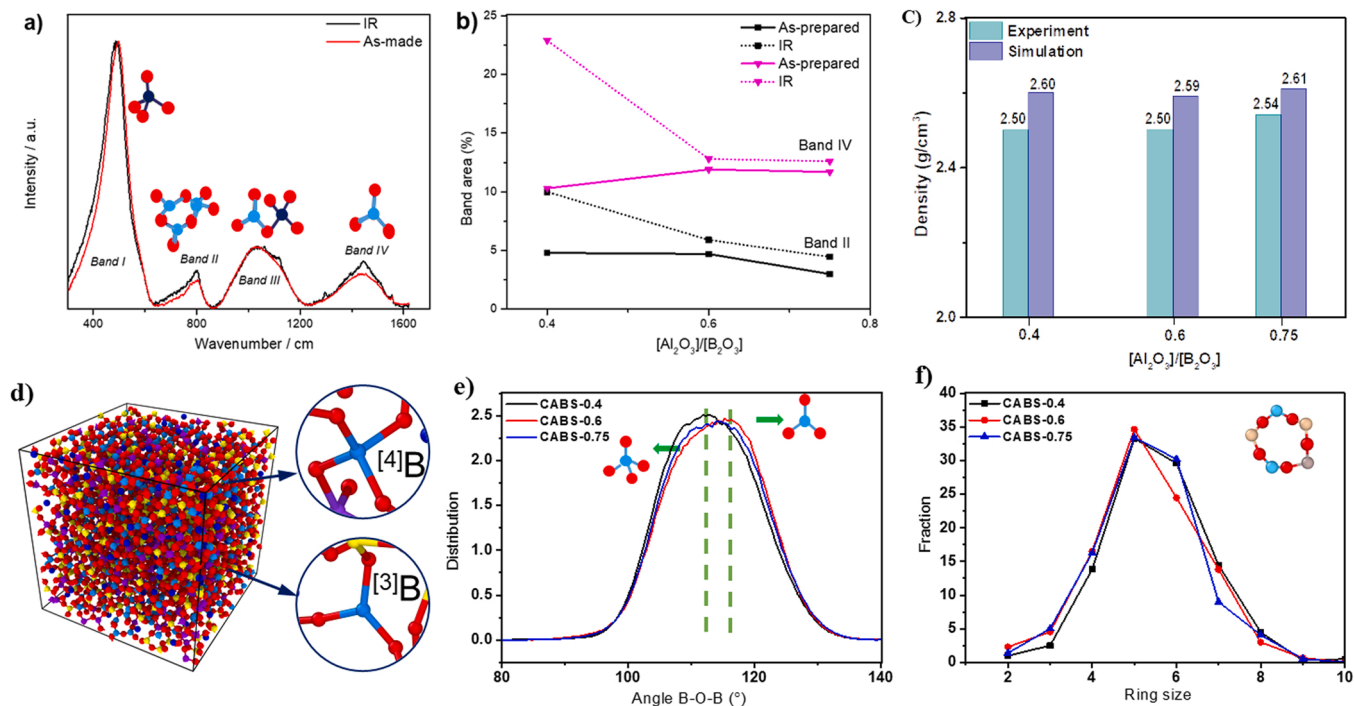 a)
IR
As-made
Intensity / a.u.
Band I
Band II
Band III
Band IV
400
800
1200
1600
Wavenumber / cm
b)
As-prepared
IR
As-prepared
IR
25
20
15
10
5
0
Band area (%)
Band IV
Band II
0.4
0.6
0.8
[Al₂O₃]/[B₂O₃]
C)
Experiment
Simulation
2.8
2.4
2.0
Density (g/cm³)
2.50
2.60
2.50
2.59
2.54
2.61
0.4
0.6
0.75
[Al₂O₃]/[B₂O₃]
d)
[4]B
[3]B
e)
CABS-0.4
CABS-0.6
CABS-0.75
2.5
2.0
1.5
1.0
0.5
0.0
Distribution
80
100
120
140
Angle B-O-B (°)
f)
CABS-0.4
CABS-0.6
CABS-0.75
40
35
30
25
20
15
10
5
0
Fraction
2
4
6
8
10
Ring size